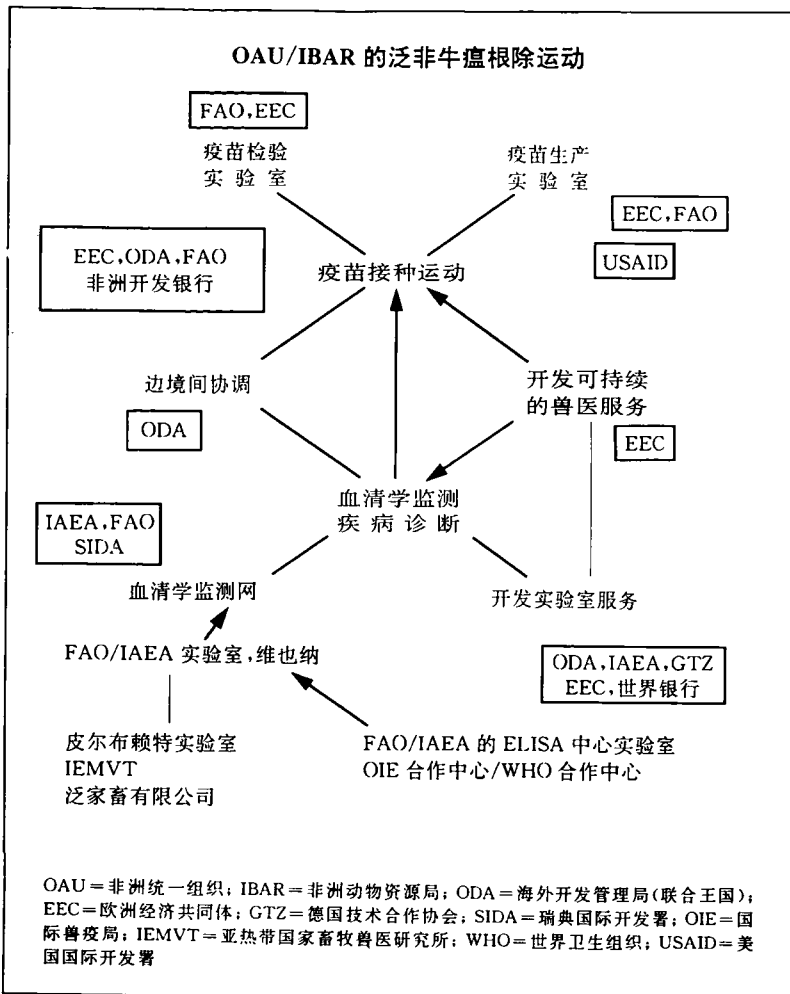 OAU/IBAR 的泛非牛瘟根除运动
FAO,EEC
疫苗检验
实验室
疫苗生产
实验室
EEC,FAO
USAID
EEC,ODA,FAO
非洲开发银行
疫苗接种运动
边境间协调
开发可持续
的兽医服务
ODA
EEC
血清学监测
疾病诊断
IAEA,FAO
SIDA
血清学监测网
开发实验室服务
FAO/IAEA 实验室,维也纳
ODA,IAEA,GTZ
EEC,世界银行
皮尔布赖特实验室
IEMVT
泛家畜有限公司
FAO/IAEA 的 ELISA 中心实验室
OIE 合作中心/WHO 合作中心
OAU=非洲统一组织; IBAR=非洲动物资源局; ODA=海外开发管理局(联合王国);
EEC=欧洲经济共同体; GTZ=德国技术合作协会; SIDA=瑞典国际开发署; OIE=国
际兽疫局; IEMVT=亚热带国家畜牧兽医研究所; WHO=世界卫生组织; USAID=美
国国际开发署